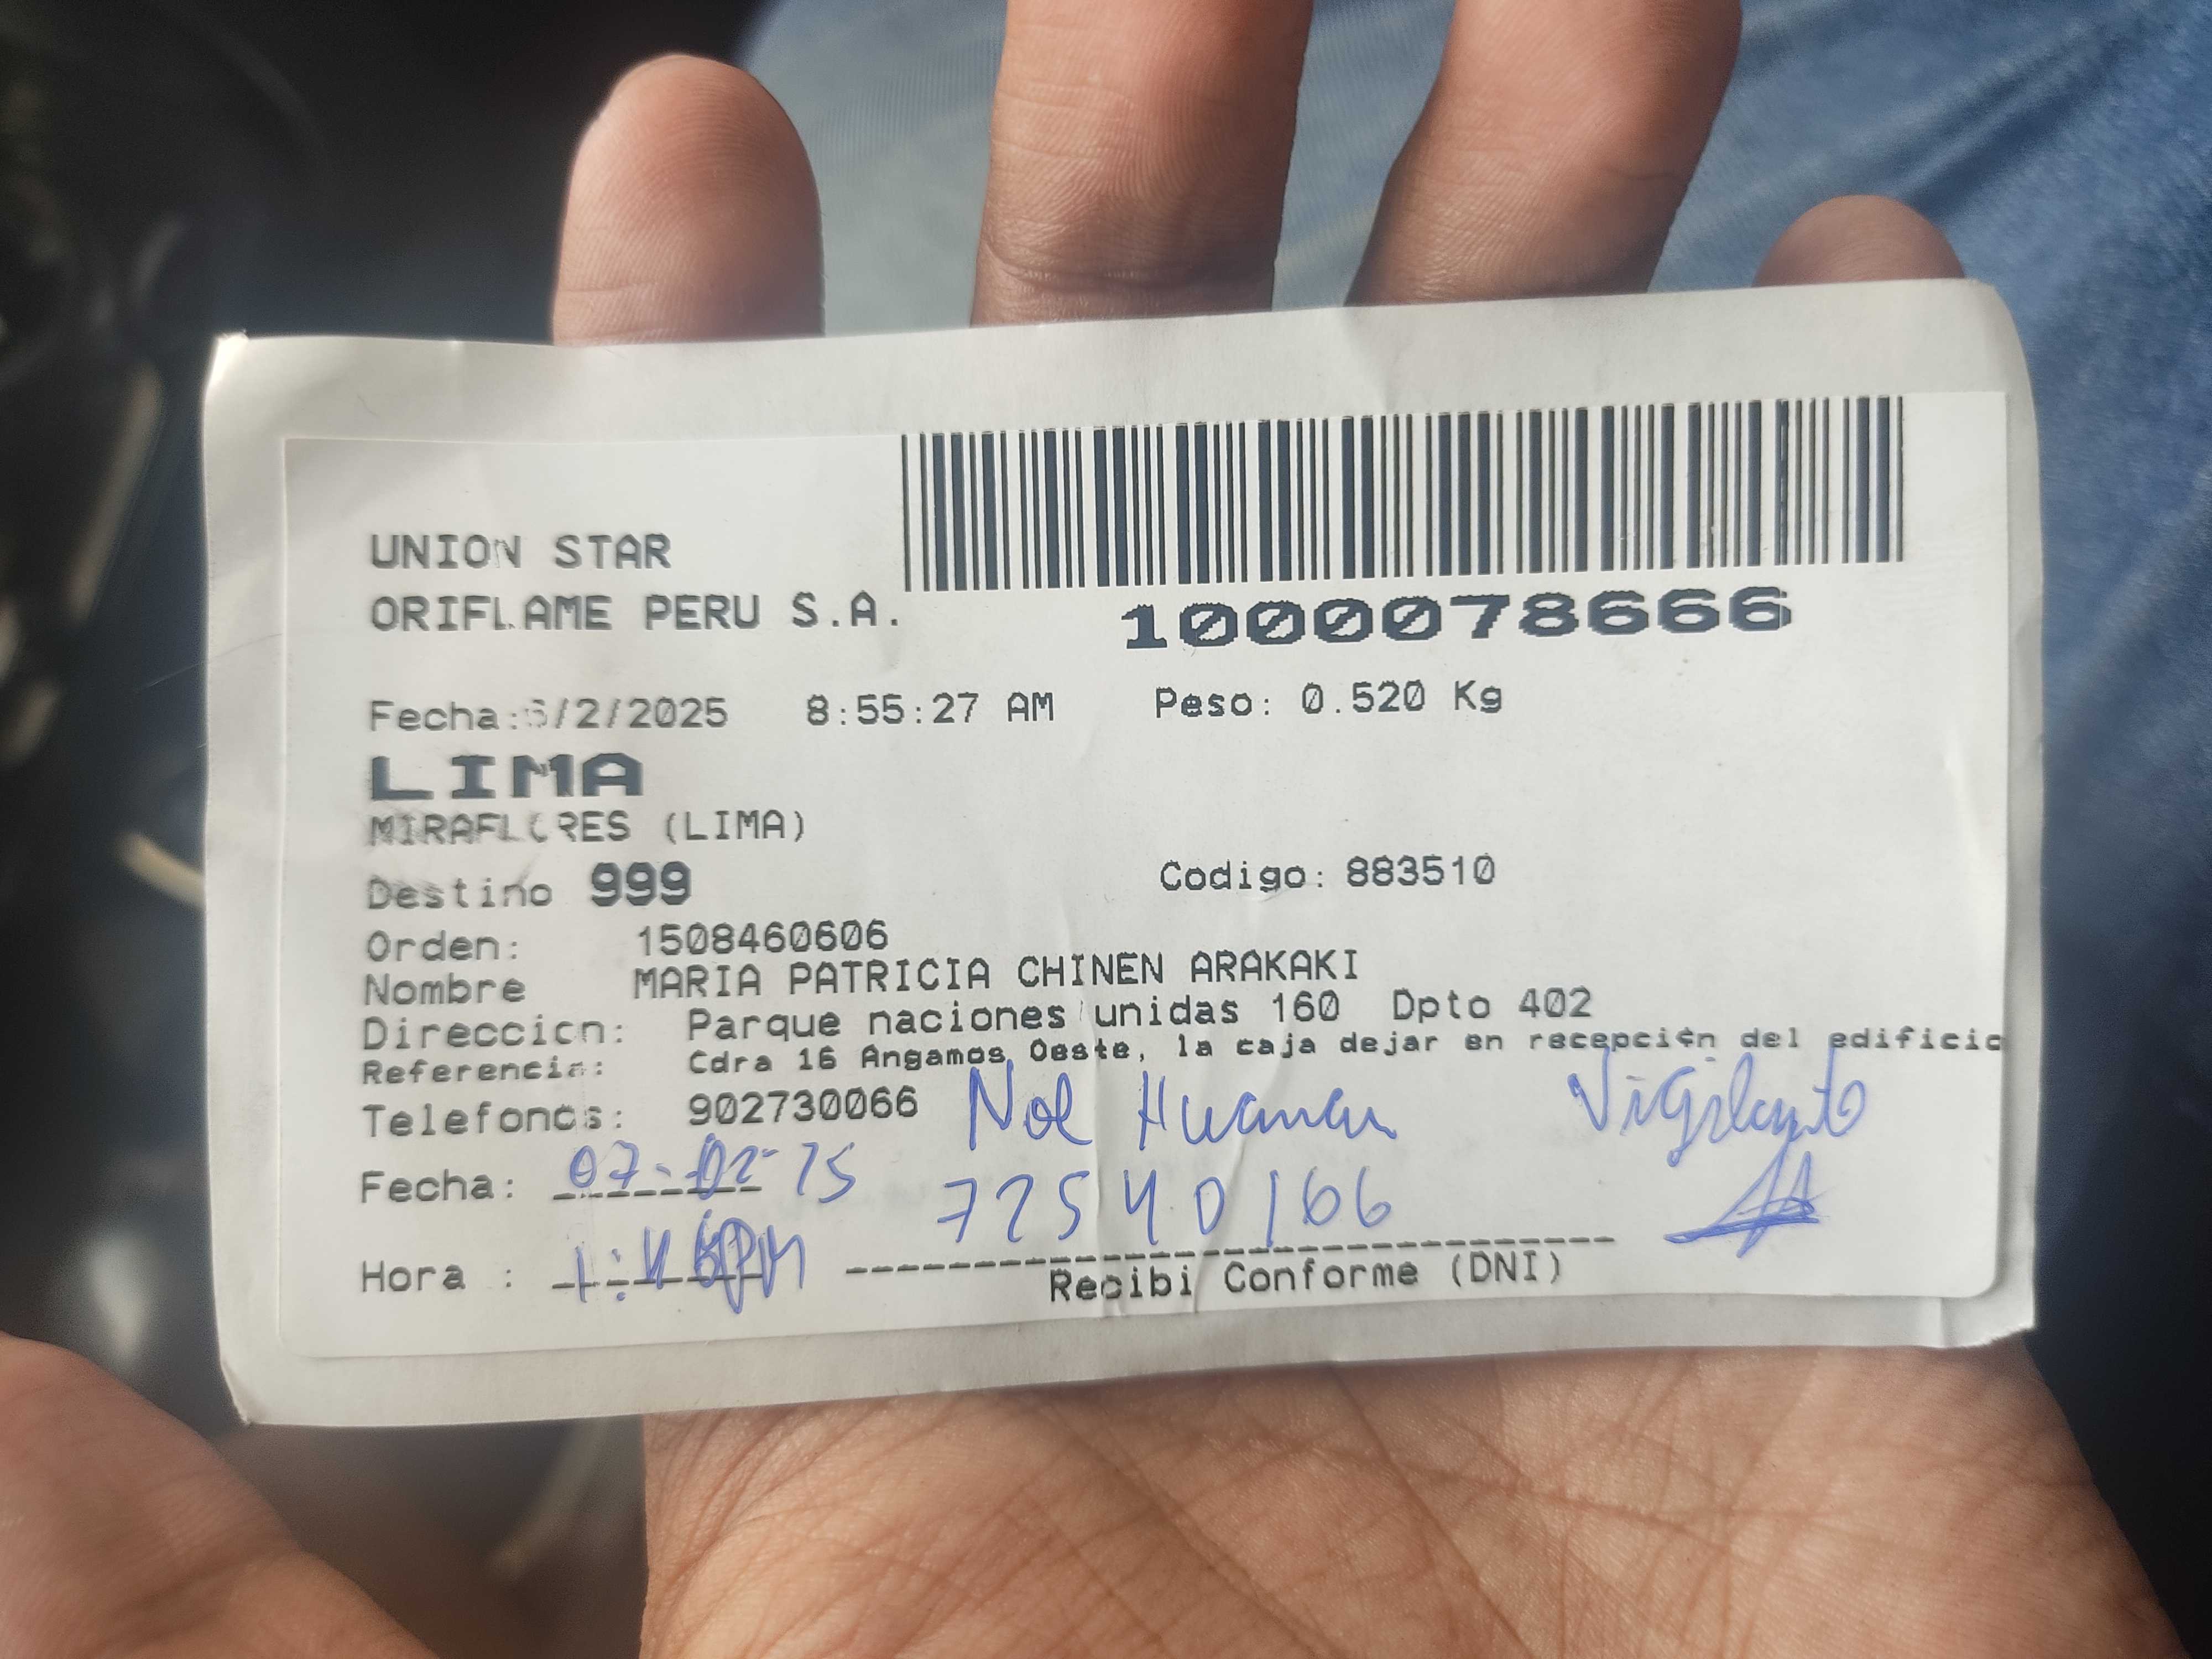 UNION STAR
ORIFLAME PERU S.A.
1000078666
Fecha:6/2/2025 8:55:27 AM Peso: 0.520 Kg
LIMA
MIRAFLORES (LIMA)
Destino 999 Codigo: 883510
Orden: 1508460606
Nombre MARIA PATRICIA CHINEN ARAKAKI
Direccion: Parque naciones unidas 160 Dpto 402
Referencia: Cdra 16 Angamos Oeste, la caja dejar en recepción del edificio
Telefonos: 902730066 Noe Huaman Vigilante
Fecha: 07-02-25 72540166
Hora : PM
Recibi Conforme (DNI)